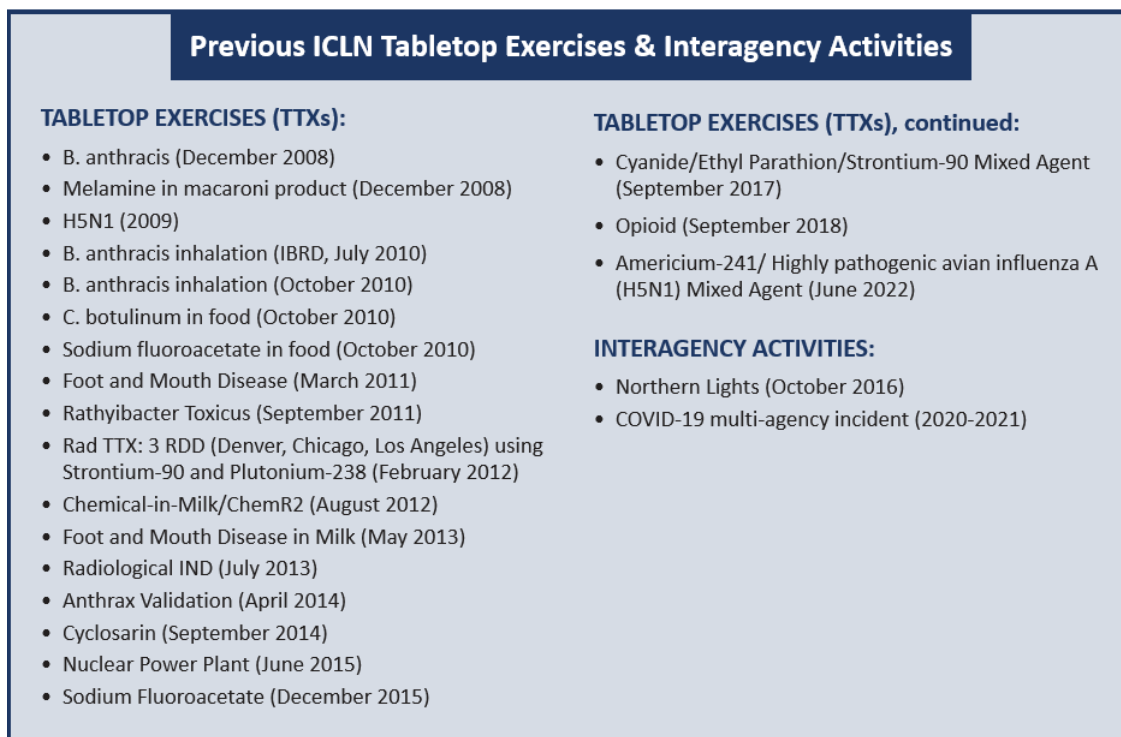 Previous ICLN Tabletop Exercises & Interagency Activities
TABLETOP EXERCISES (TTXs):
• B. anthracis (December 2008)
• Melamine in macaroni product (December 2008)
• H5N1 (2009)
• B. anthracis inhalation (IBRD, July 2010)
• B. anthracis inhalation (October 2010)
• C. botulinum in food (October 2010)
• Sodium fluoroacetate in food (October 2010)
• Foot and Mouth Disease (March 2011)
• Rathyibacter Toxicus (September 2011)
• Rad TTX: 3 RDD (Denver, Chicago, Los Angeles) using
Strontium-90 and Plutonium-238 (February 2012)
• Chemical-in-Milk/ChemR2 (August 2012)
• Foot and Mouth Disease in Milk (May 2013)
• Radiological IND (July 2013)
• Anthrax Validation (April 2014)
• Cyclosarin (September 2014)
• Nuclear Power Plant (June 2015)
• Sodium Fluoroacetate (December 2015)
TABLETOP EXERCISES (TTXs), continued:
• Cyanide/Ethyl Parathion/Strontium-90 Mixed Agent
(September 2017)
• Opioid (September 2018)
• Americium-241/ Highly pathogenic avian influenza A
(H5N1) Mixed Agent (June 2022)
INTERAGENCY ACTIVITIES:
• Northern Lights (October 2016)
• COVID-19 multi-agency incident (2020-2021)